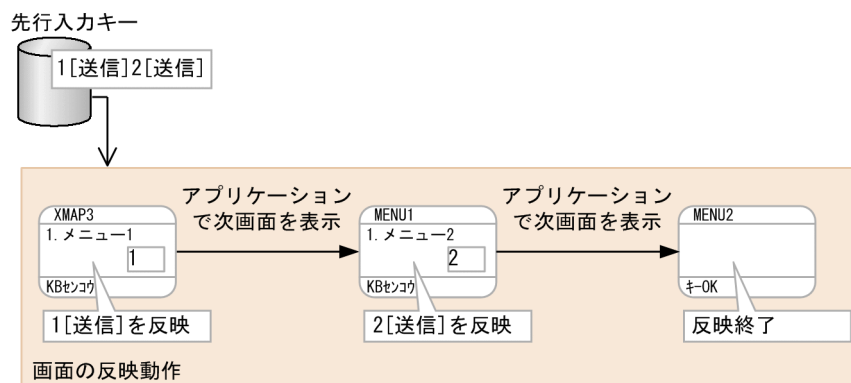 先行入力キー
1[送信]2[送信]
アプリケーション
で次画面を表示
アプリケーション
で次画面を表示
XMAP3
1.メニュー1
1
KBｾﾝｺｳ
1[送信]を反映
MENU1
1.メニュー2
2
KBｾﾝｺｳ
2[送信]を反映
MENU2
ｷｰOK
反映終了
画面の反映動作